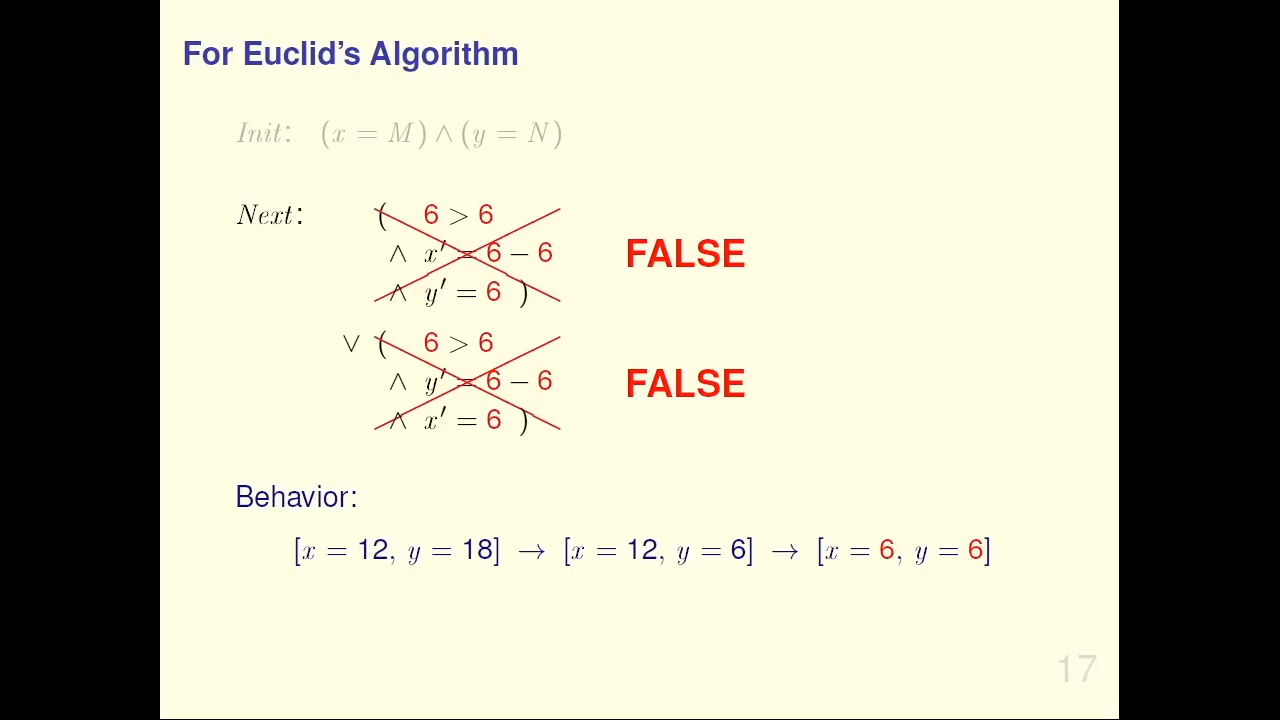 For Euclid's Algorithm
Init: (x = M) ∧ (y = N)
Next: ( 6 > 6
∧ x′ = 6 − 6
∧ y′ = 6 )
FALSE
∨ ( 6 > 6
∧ y′ = 6 − 6
∧ x′ = 6 )
FALSE
Behavior:
[x = 12, y = 18] → [x = 12, y = 6] → [x = 6, y = 6]
17